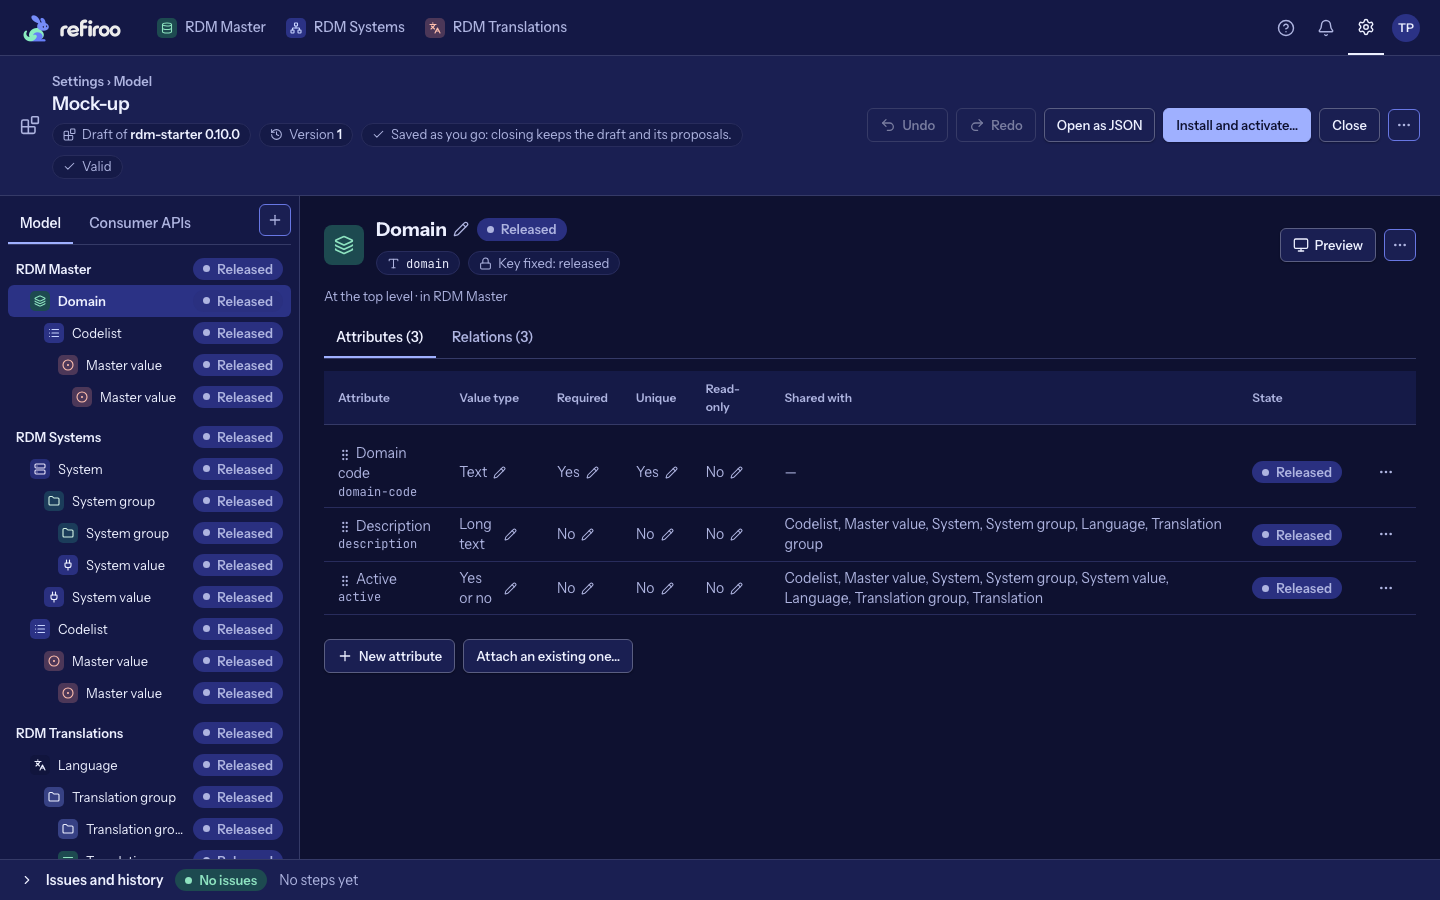 refiroo
RDM Master
RDM Systems
RDM Translations
TP
Settings › Model
Mock-up
Draft of rdm-starter 0.10.0
Version 1
Saved as you go: closing keeps the draft and its proposals.
Valid
Undo
Redo
Open as JSON
Install and activate...
Close
Model
Consumer APIs
RDM Master Released
Domain Released
Codelist Released
Master value Released
Master value Released
RDM Systems Released
System Released
System group Released
System group Released
System value Released
System value Released
Codelist Released
Master value Released
Master value Released
RDM Translations Released
Language Released
Translation group Released
Translation gro... Released
Domain
Released
domain
Key fixed: released
Preview
At the top level · in RDM Master
Attributes (3)
Relations (3)
Attribute Value type Required Unique Read-only Shared with State
Domain code
domain-code
Text Yes Yes No — Released
Description
description
Long text No No No
Codelist, Master value, System, System group, Language, Translation
group
Released
Active
active
Yes or no No No No
Codelist, Master value, System, System group, System value,
Language, Translation group, Translation
Released
New attribute
Attach an existing one...
Issues and history
No issues
No steps yet